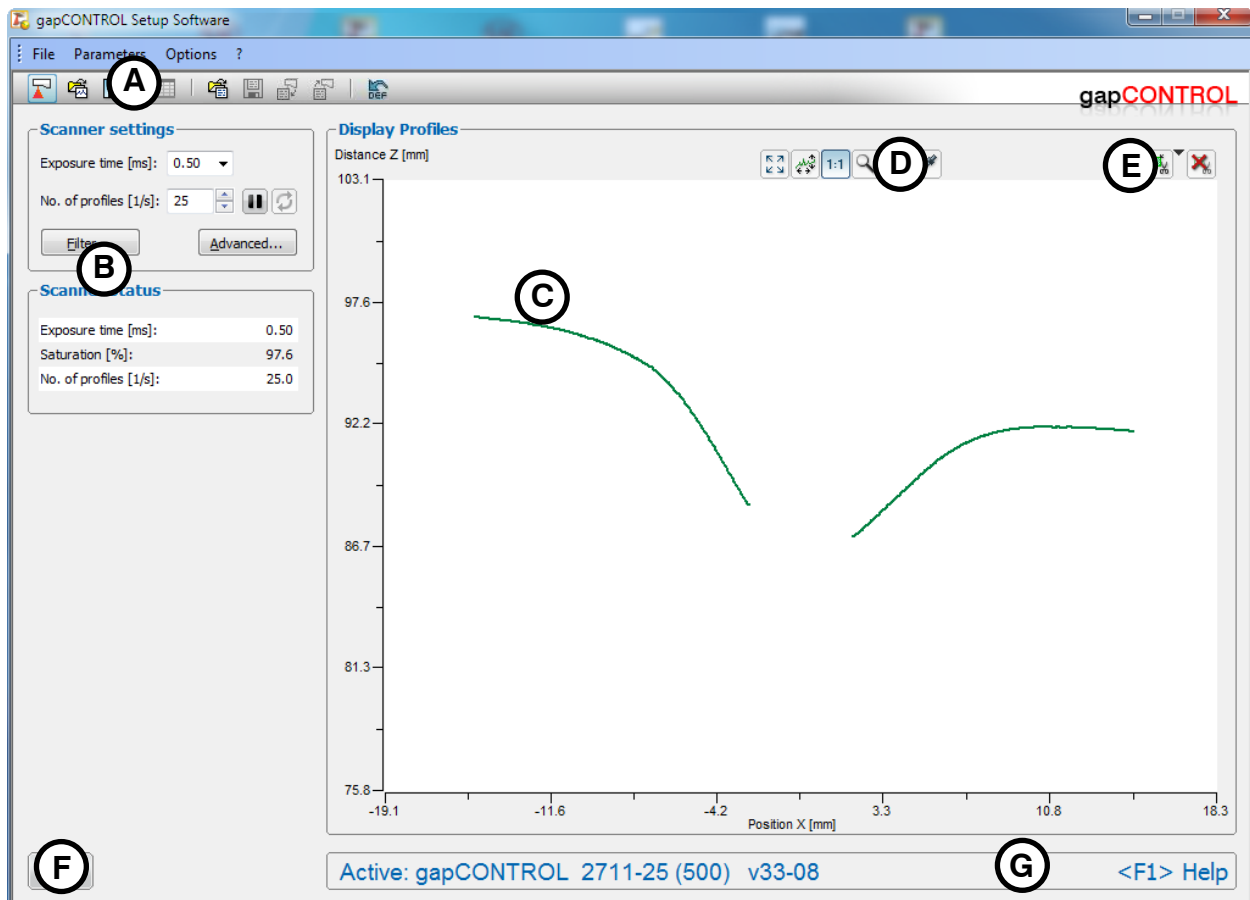 gapCONTROL Setup Software
File Parameters Options ?
A
DEF
gapCONTROL
Scanner settings
Exposure time [ms]: 0.50
No. of profiles [1/s]: 25
Filter
Advanced...
B
Scanner status
Exposure time [ms]: 0.50
Saturation [%]: 97.6
No. of profiles [1/s]: 25.0
Display Profiles
Distance Z [mm]
1:1
D
E
103.1
97.6
C
92.2
86.7
81.3
75.8
-19.1 -11.6 -4.2 3.3 10.8 18.3
Position X [mm]
F
Active: gapCONTROL 2711-25 (500) v33-08
G
<F1> Help